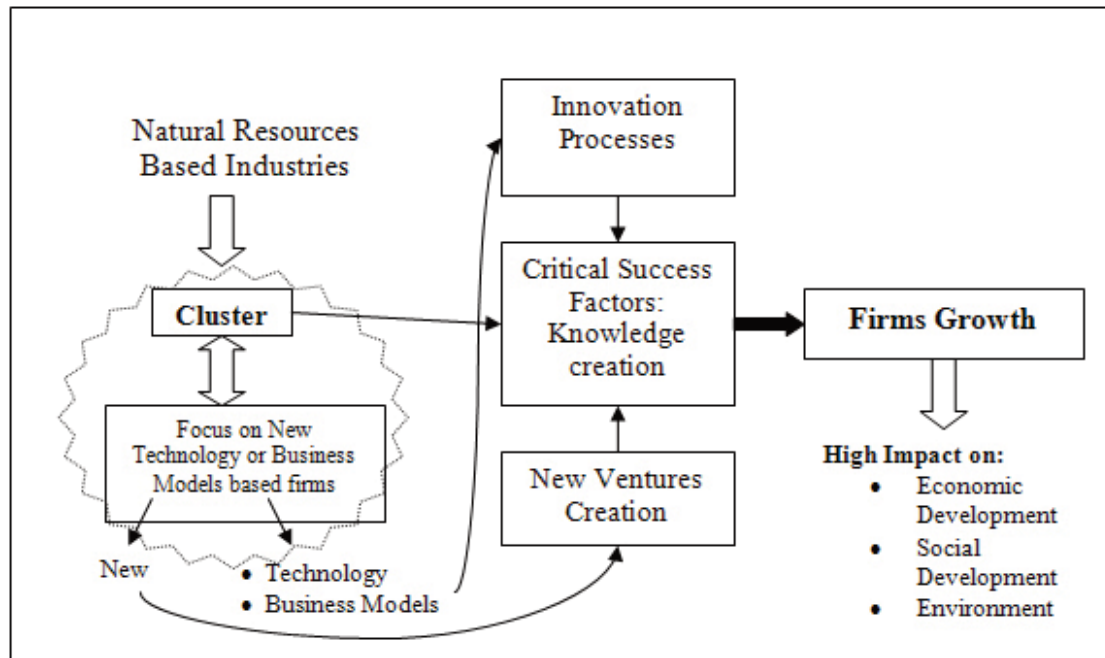 Natural Resources
Based Industries
Cluster
Focus on New
Technology or Business
Models based firms
New
• Technology
• Business Models
Innovation
Processes
Critical Success
Factors:
Knowledge
creation
New Ventures
Creation
Firms Growth
High Impact on:
• Economic
Development
• Social
Development
• Environment